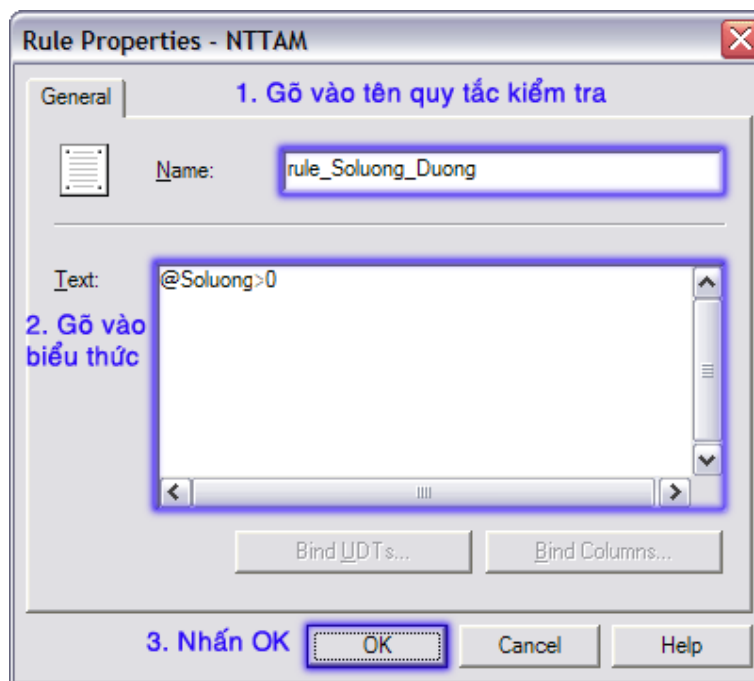 Rule Properties - NTTAM
General
1. Gõ vào tên quy tắc kiểm tra
Name:
rule_Soluong_Duong
Text:
@Soluong>0
2. Gõ vào
biểu thức
Bind UDTs...
Bind Columns...
3. Nhấn OK
OK
Cancel
Help